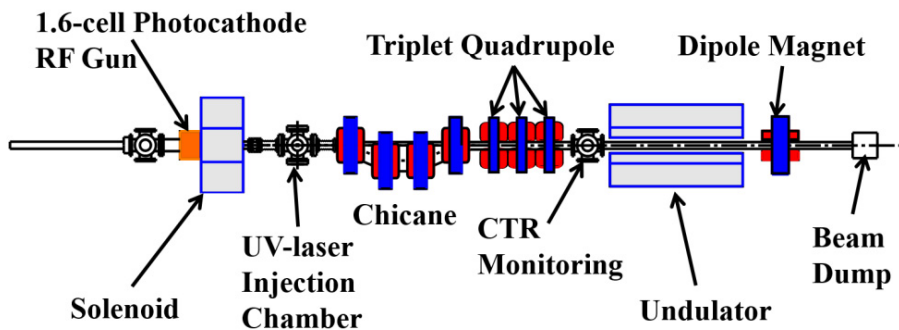 1.6-cell Photocathode
RF Gun
Triplet Quadrupole
Dipole Magnet
Chicane
UV-laser
Injection
Chamber
Solenoid
CTR
Monitoring
Undulator
Beam
Dump